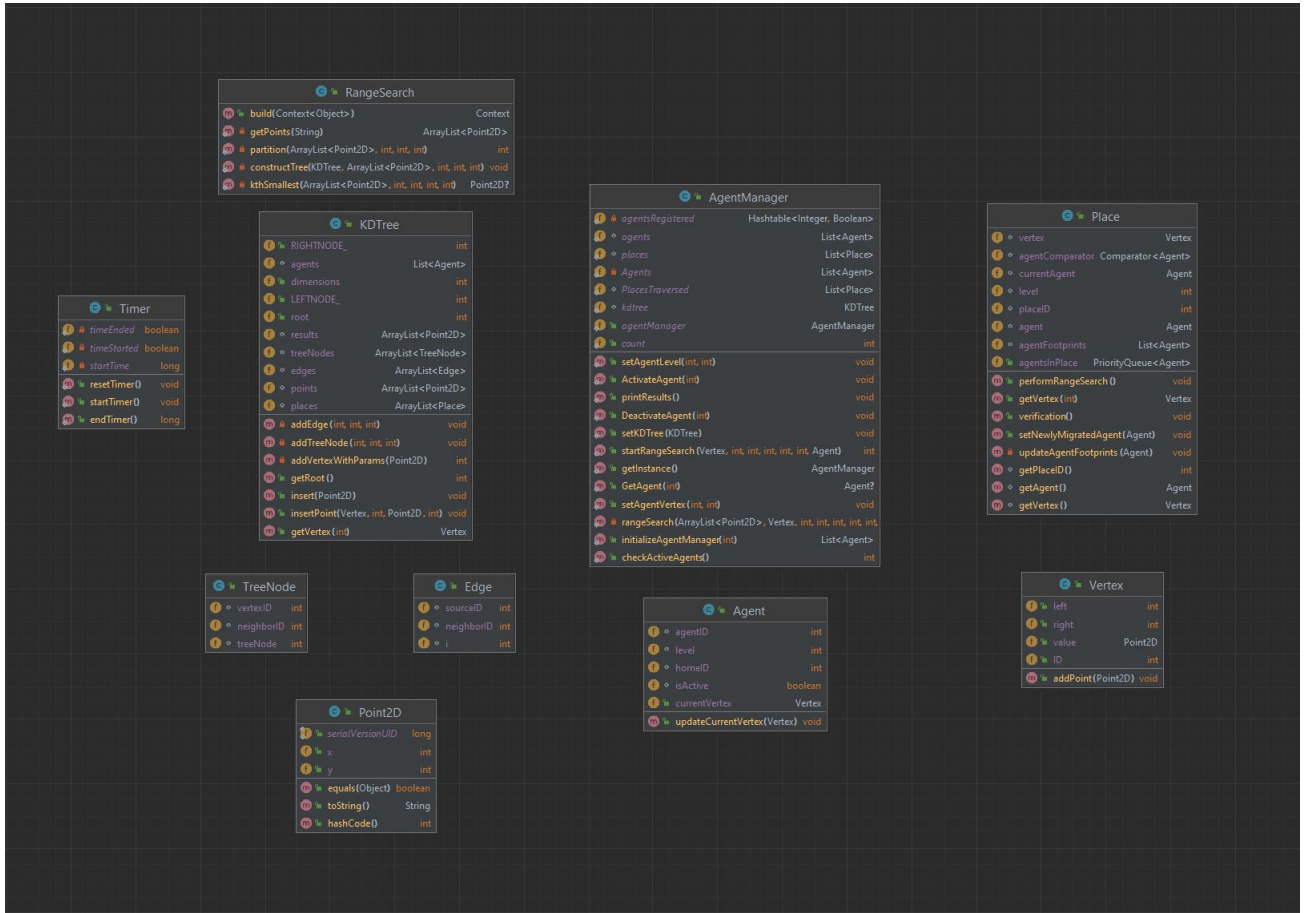 RangeSearch
build(Context<Object>) Context
getPoints(String) ArrayList<Point2D>
partition(ArrayList<Point2D>, int, int, int) int
constructTree(KDTree, ArrayList<Point2D>, int, int, int) void
kthSmallest(ArrayList<Point2D>, int, int, int, int) Point2D?
KDTree
RIGHTNODE_ int
agents List<Agent>
dimensions int
LEFTNODE_ int
root int
results ArrayList<Point2D>
treeNodes ArrayList<TreeNode>
edges ArrayList<Edge>
points ArrayList<Point2D>
places ArrayList<Place>
addEdge(int, int, int) void
addTreeNode(int, int, int) void
addVertexWithParams(Point2D) int
getRoot() int
insert(Point2D) void
insertPoint(Vertex, int, Point2D, int) void
getVertex(int) Vertex
Timer
timeEnded boolean
timeStarted boolean
startTime long
resetTimer() void
startTimer() void
endTimer() long
TreeNode
vertexID int
neighborID int
treeNode int
Edge
sourceID int
neighborID int
i int
Point2D
serialVersionUID long
x int
y int
equals(Object) boolean
toString() String
hashCode() int
AgentManager
agentsRegistered Hashtable<Integer, Boolean>
agents List<Agent>
places List<Place>
Agents List<Agent>
PlacesTraversed List<Place>
kdtree KDTree
agentManager AgentManager
count int
setAgentLevel(int, int) void
ActivateAgent(int) void
printResults() void
DeactivateAgent(int) void
setKDTree(KDTree) void
startRangeSearch(Vertex, int, int, int, int, int, Agent) int
getInstance() AgentManager
GetAgent(int) Agent?
setAgentVertex(int, int) void
rangeSearch(ArrayList<Point2D>, Vertex, int, int, int, int, int,
initializeAgentManager(int) List<Agent>
checkActiveAgents() int
Agent
agentID int
level int
homeID int
isActive boolean
currentVertex Vertex
updateCurrentVertex(Vertex) void
Place
vertex Vertex
agentComparator Comparator<Agent>
currentAgent Agent
level int
placeID int
agent Agent
agentFootprints List<Agent>
agentsInPlace PriorityQueue<Agent>
performRangeSearch() void
getVertex(int) Vertex
verification() void
setNewlyMigratedAgent(Agent) void
updateAgentFootprints(Agent) void
getPlaceID() int
getAgent() Agent
getVertex() Vertex
Vertex
left int
right int
value Point2D
ID int
addPoint(Point2D) void